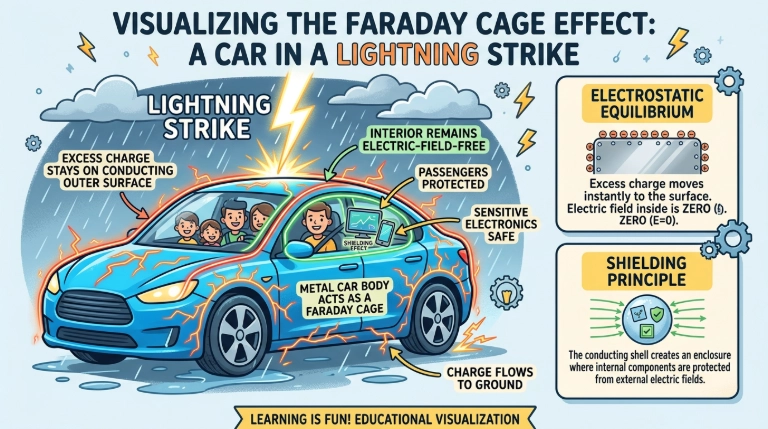 VISUALIZING THE FARADAY CAGE EFFECT:
A CAR IN A LIGHTNING STRIKE
LIGHTNING
STRIKE
INTERIOR REMAINS
ELECTRIC-FIELD-FREE
EXCESS CHARGE
STAYS ON CONDUCTING
OUTER SURFACE
PASSENGERS
PROTECTED
SENSITIVE
ELECTRONICS
SAFE
SHIELDING
EFFECT
METAL CAR BODY
ACTS AS A
FARADAY CAGE
CHARGE FLOWS
TO GROUND
ELECTROSTATIC
EQUILIBRIUM
Excess charge moves
instantly to the surface.
Electric field inside is ZERO
ZERO (E=0).
SHIELDING
PRINCIPLE
The conducting shell creates an enclosure
where internal components are protected
from external electric fields.
LEARNING IS FUN! EDUCATIONAL VISUALIZATION